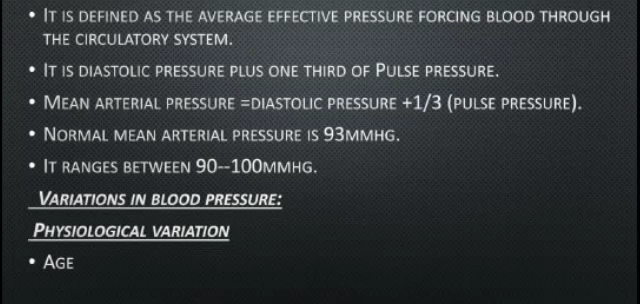 • It is defined as the average effective pressure forcing blood through
the circulatory system.
• It is diastolic pressure plus one third of Pulse pressure.
• Mean arterial pressure =diastolic pressure +1/3 (pulse pressure).
• Normal mean arterial pressure is 93mmhg.
• It ranges between 90--100mmhg.
Variations in blood pressure:
Physiological variation
• Age